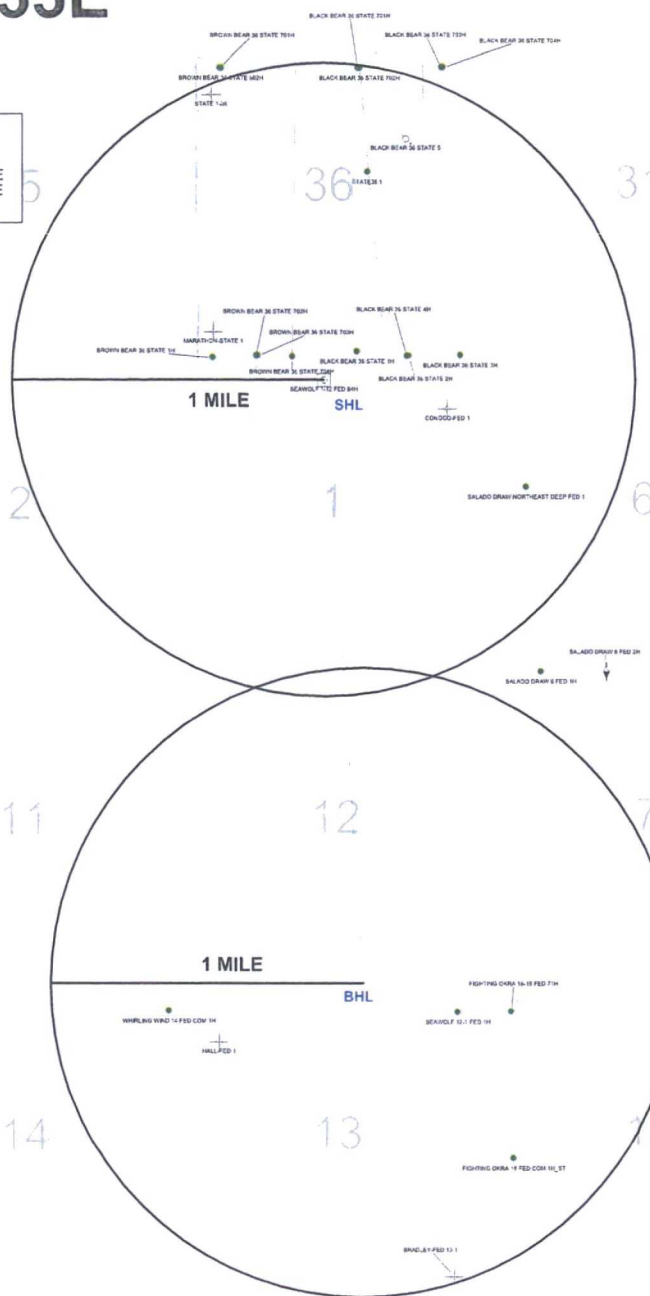 BLACK BEAR 36 STATE 701H
BROWN BEAR 36 STATE 701H
BLACK BEAR 36 STATE 703H
BLACK BEAR 36 STATE 704H
BLACK BEAR 36 STATE 702H
STATE
BLACK BEAR 36 STATE 5
36
31
5
BROWN BEAR 36 STATE 702H
BLACK BEAR 36 STATE 4H
BROWN BEAR 36 STATE 703H
MARATHON-STATE 1
BROWN BEAR 36 STATE 1H
BLACK BEAR 36 STATE 1H
BLACK BEAR 36 STATE 3H
BLACK BEAR 36 STATE 2H
1 MILE
SHL
CONOCO-FED 1
SALADO DRAW NORTHEAST DEEP FED 1
2
1
6
SALADO DRAW 6 FED 2H
SALADO DRAW 6 FED 1H
11
12
7
1 MILE
BHL
FIGHTING OKRA 18-19 FED 71H
WHIRLING WIND 14 FED COM 1H
SEAWOLF 12-1 FED 1H
HALL-FED 1
14
13
1
FIGHTING OKRA 18 FED COM 1H_ST
BRADLEY-FED 13-1